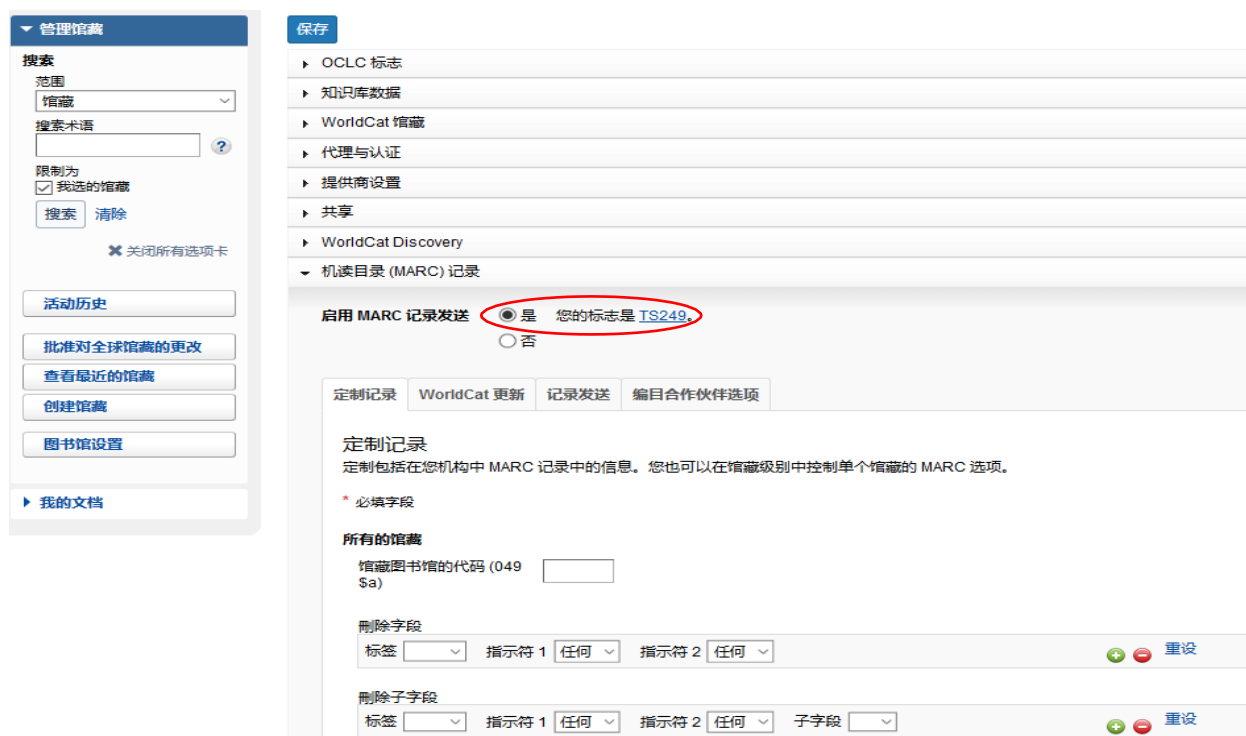 管理馆藏
搜索
范围
馆藏
搜索术语
?
限制为
我选的馆藏
搜索 清除
关闭所有选项卡
活动历史
批准对全球馆藏的更改
查看最近的馆藏
创建馆藏
图书馆设置
我的文档
保存
OCLC 标志
知识库数据
WorldCat 馆藏
代理与认证
提供商设置
共享
WorldCat Discovery
机读目录 (MARC) 记录
启用 MARC 记录发送 是 您的标志是 TS249。
否
定制记录 WorldCat 更新 记录发送 编目合作伙伴选项
定制记录
定制包括在您机构中 MARC 记录中的信息。您也可以在馆藏级别中控制单个馆藏的 MARC 选项。
* 必填字段
所有的馆藏
馆藏图书馆的代码 (049
$a)
刪除字段
标签 指示符 1 任何 指示符 2 任何 重设
刪除子字段
标签 指示符 1 任何 指示符 2 任何 子字段 重设